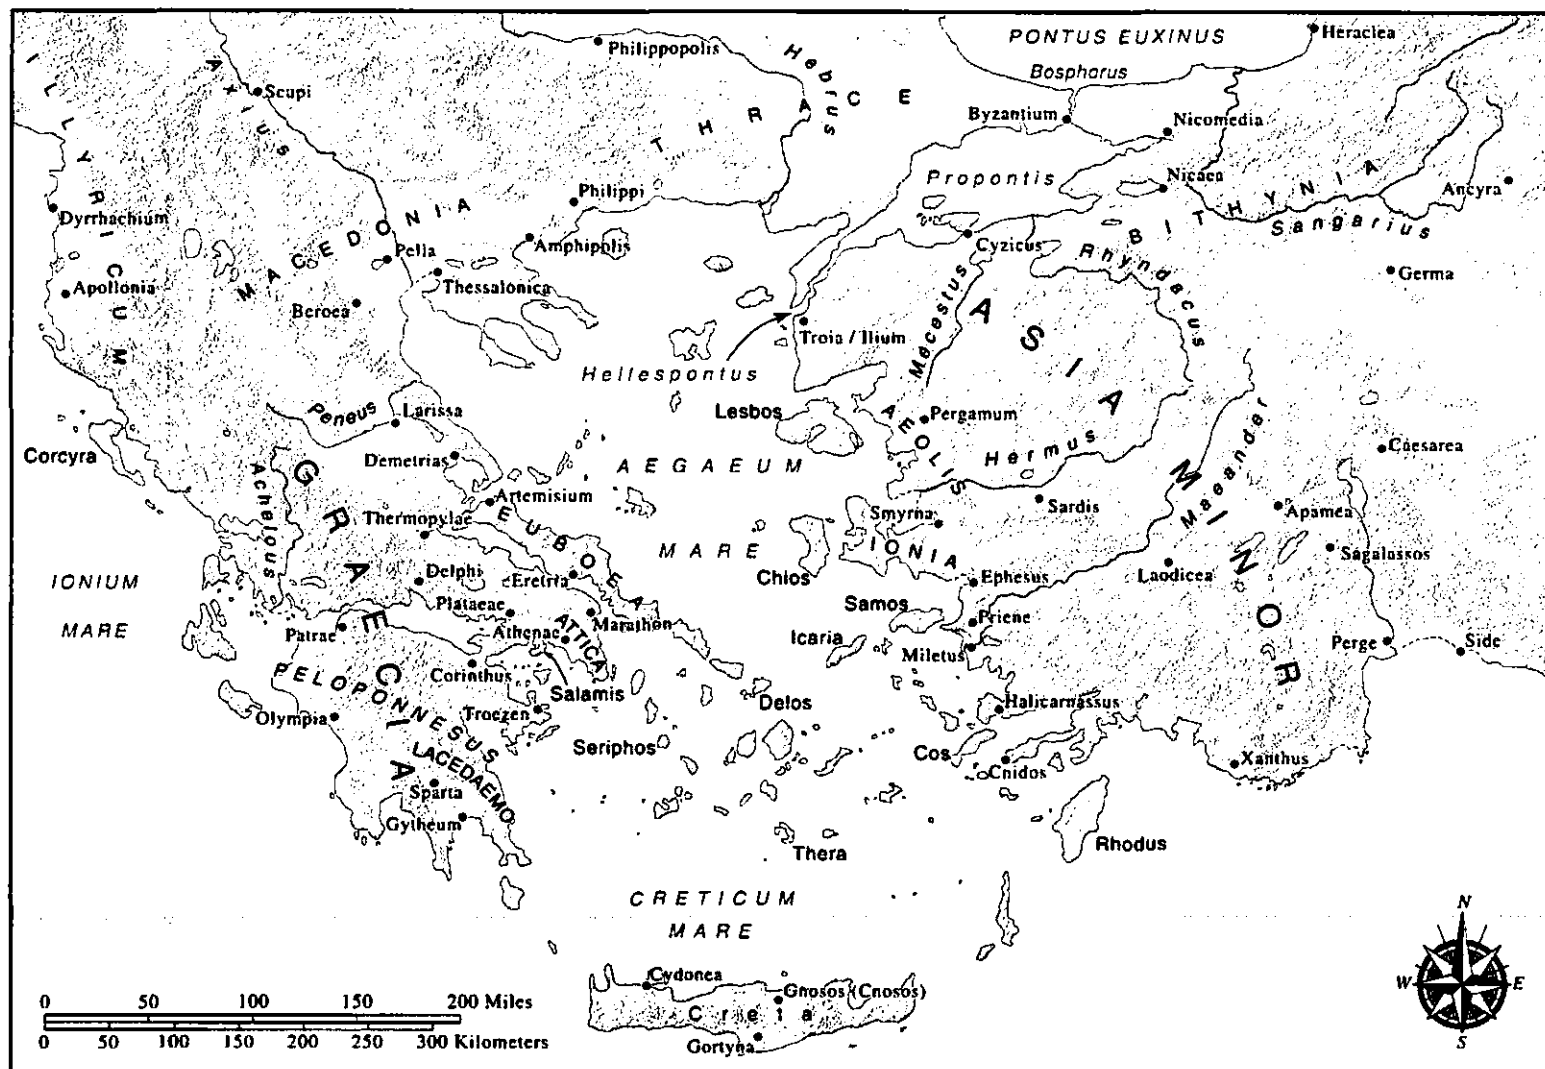 PONTUS EUXINUS
Heraclea
Philippopolis
Hebrus
Bospharus
ILLYRICUM
Axius
Scupi
THRACE
Byzantium
Nicomedia
Propontis
Nicaea
BITHYNIA
Ancyra
Sangarius
Philippi
Dyrrhachium
MACEDONIA
Amphipolis
Pella
Cyzicus
Rhyndacus
Germa
Apollonia
Thessalonica
Beroea
Mecestus
ASIA MINOR
Troia / Ilium
Hellespontus
Peneus
Larissa
Lesbos
AEOLIS
Pergamum
Maeander
Hermus
Caesarea
Corcyra
Demetrias
AEGAEUM
MARE
Achelous
GRAECIA
Artemisium
Thermopylae
EUBOEA
Smyrna
Sardis
Apamea
IONIA
Sagalassos
Chios
IONIUM
MARE
Delphi
Eretria
Ephesus
Laodicea
Plataeae
Marathon
Samos
Priene
Patrae
Athenae
ATTICA
Icaria
Miletus
Perge
Side
PELOPONNESUS
Corinthus
Salamis
Delos
Halicarnassus
Olympia
Troezen
Seriphos
Cos
Cnidos
Xanthus
LACEDAEMO
Sparta
Gytheum
Thera
Rhodus
CRETICUM
MARE
N
W
E
S
Cydonea
Gnosos (Cnosos)
Creta
Gortyna
0 50 100 150 200 Miles
0 50 100 150 200 250 300 Kilometers